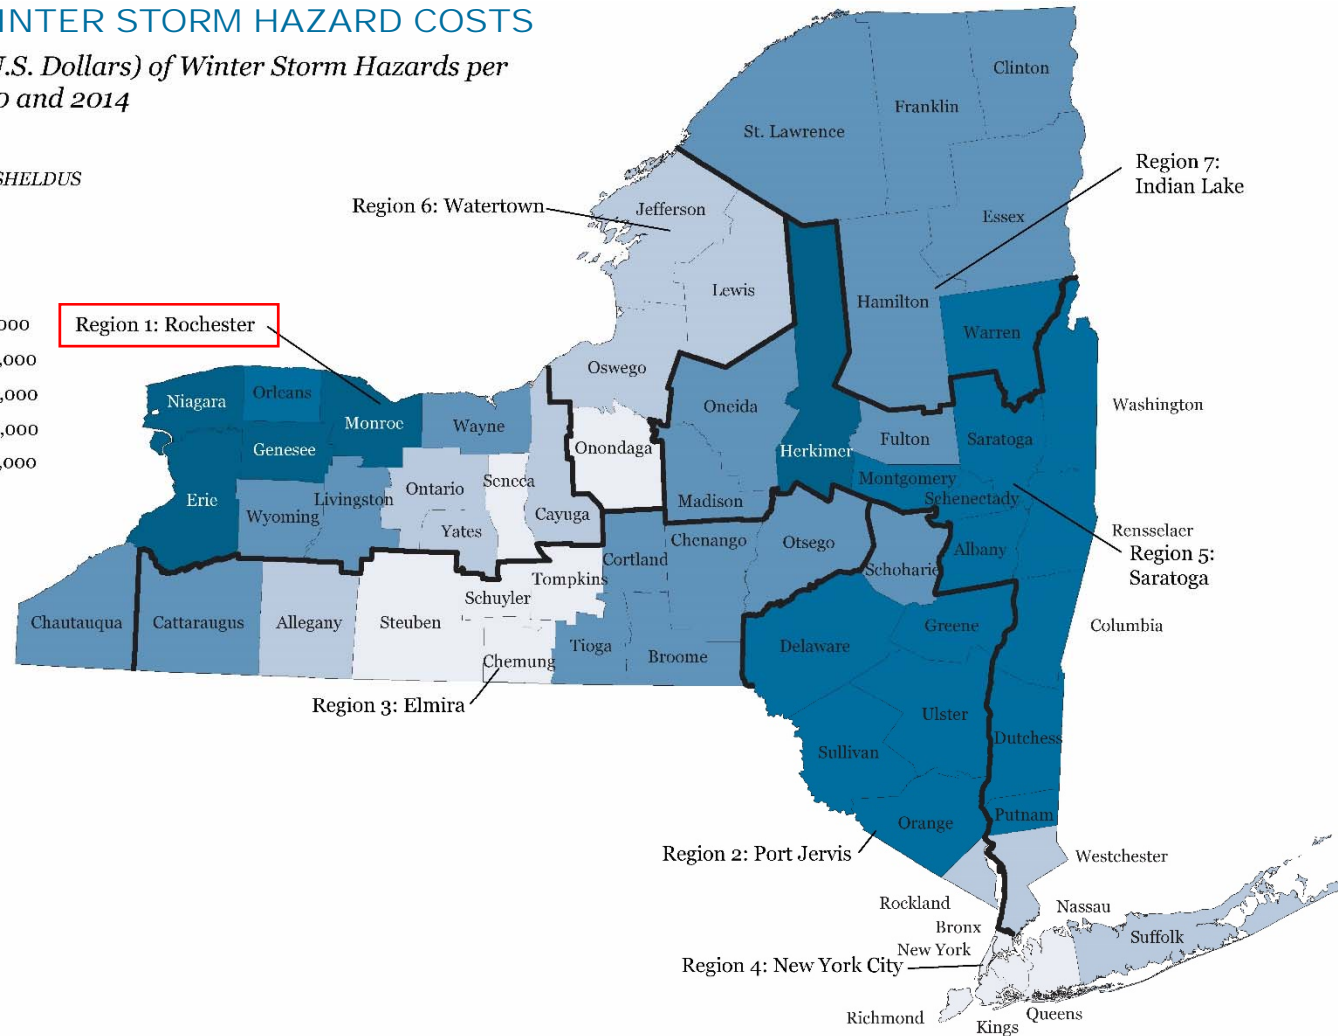 INTER STORM HAZARD COSTS
.S. Dollars) of Winter Storm Hazards per
and 2014
SHELDUS
Clinton
Franklin
St. Lawrence
Region 7:
Indian Lake
Region 6: Watertown
Jefferson
Essex
Lewis
Hamilton
000
,000
,000
,000
,000
Region 1: Rochester
Warren
Oswego
Niagara
Orleans
Monroe
Wayne
Oneida
Washington
Genesee
Onondaga
Herkimer
Fulton
Saratoga
Erie
Wyoming
Livingston
Ontario
Seneca
Yates
Cayuga
Madison
Montgomery
Schenectady
Rensselaer
Region 5:
Saratoga
Cortland
Chenango
Otsego
Schoharie
Albany
Tompkins
Schuyler
Chautauqua
Cattaraugus
Allegany
Steuben
Chemung
Tioga
Broome
Delaware
Greene
Columbia
Region 3: Elmira
Ulster
Sullivan
Dutchess
Orange
Putnam
Region 2: Port Jervis
Westchester
Rockland
Bronx
New York
Nassau
Suffolk
Region 4: New York City
Richmond
Kings
Queens